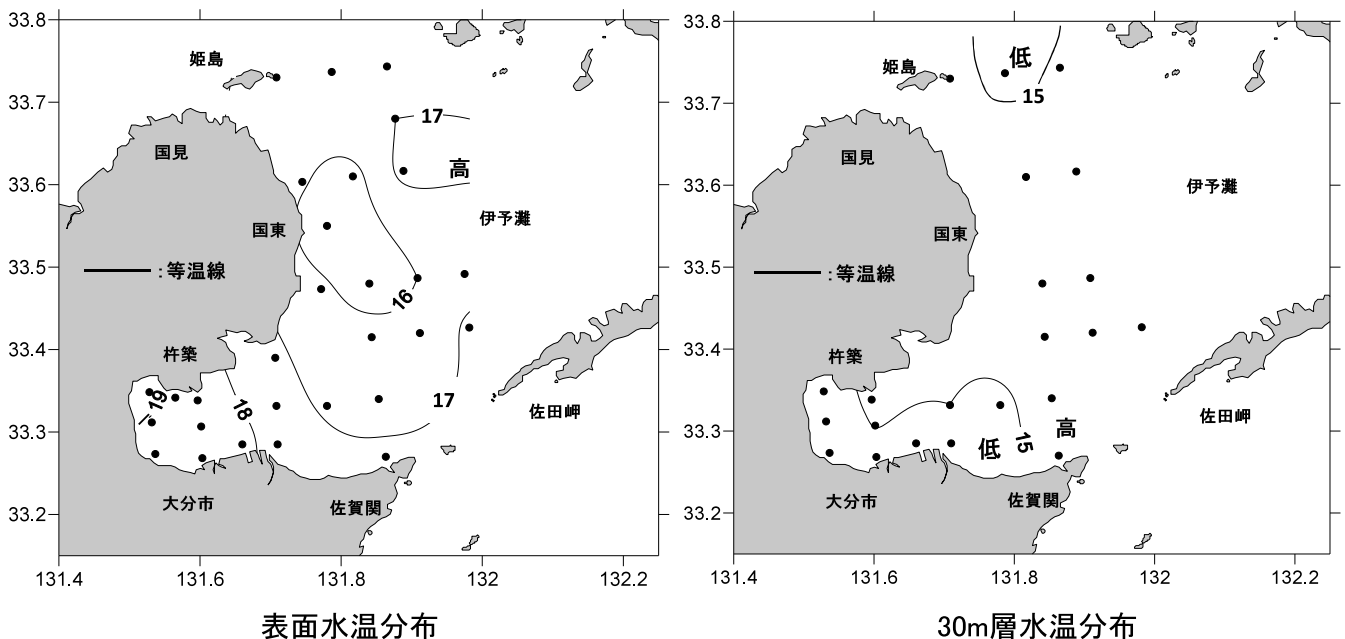 33.8
33.7
33.6
33.5
33.4
33.3
33.2
131.4
131.6
131.8
132
132.2
姫島
国見
国東
杵築
大分市
佐賀関
佐田岬
伊予灘
:等温線
17
高
16
17
18
19
表面水温分布
33.8
33.7
33.6
33.5
33.4
33.3
33.2
131.4
131.6
131.8
132
132.2
姫島
国見
国東
杵築
大分市
佐賀関
佐田岬
伊予灘
:等温線
低
15
高
低
15
30m層水温分布